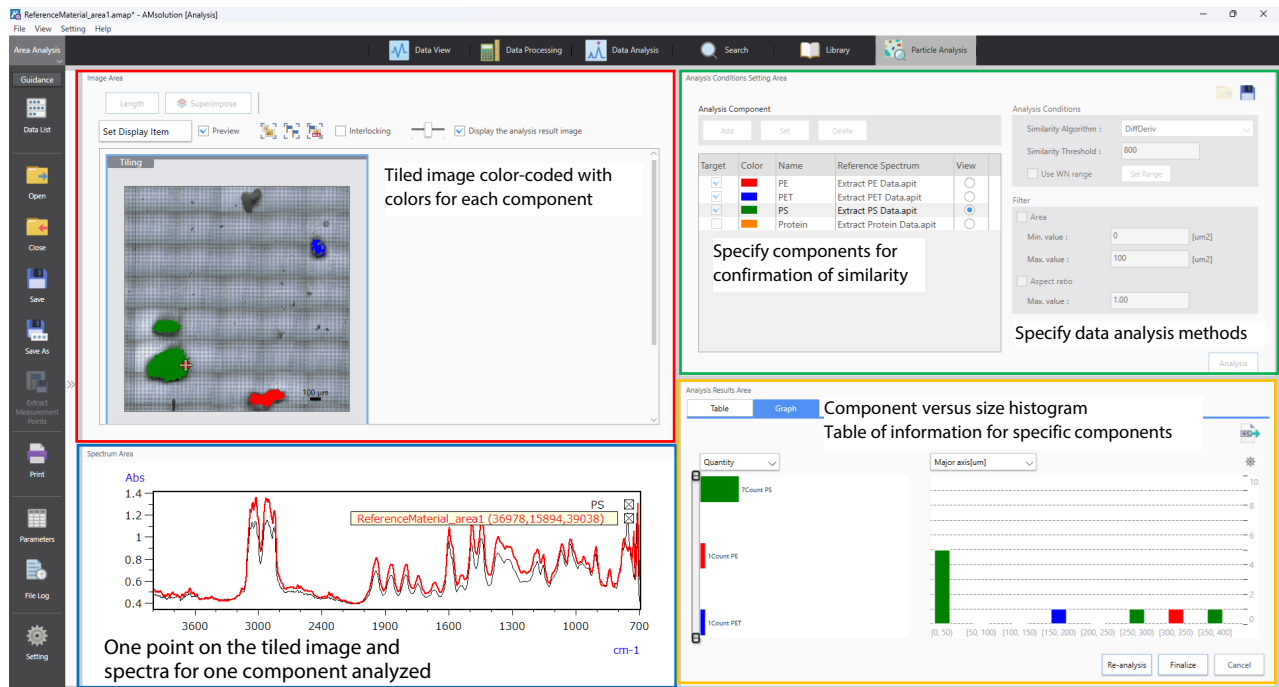 ReferenceMaterial_area1.amap* - AMsolution [Analysis]
File View Setting Help
Area Analysis
Data View
Data Processing
Data Analysis
Search
Library
Particle Analysis
Guidance
Data List
Open
Close
Save
Save As
Extract
Measurement
Points
Print
Parameters
File Log
Setting
Image Area
Length
Superimpose
Set Display Item
Preview
Interlocking
Display the analysis result image
Tiling
100 μm
Tiled image color-coded with
colors for each component
Analysis Conditions Setting Area
Analysis Component
Add Set Delete
Target Color Name Reference Spectrum View
PE Extract PE Data.apit
PET Extract PET Data.apit
PS Extract PS Data.apit
Protein Extract Protein Data.apit
Specify components for
confirmation of similarity
Analysis Conditions
Similarity Algorithm : DiffDeriv
Similarity Threshold : 800
Use WN range Set Range
Filter
Area
Min. value : 0 [um2]
Max. value : 100 [um2]
Aspect ratio
Max. value : 1.00
Specify data analysis methods
Analysis
Spectrum Area
Abs
1.4
1.2
1
0.8
0.6
0.4
PS
ReferenceMaterial_area1 (36978,15894,39038)
3600 3000 2400 1900 1600 1300 1000 700
cm-1
One point on the tiled image and
spectra for one component analyzed
Analysis Results Area
Table Graph
Component versus size histogram
Table of information for specific components
CSV
Quantity
Major axis[um]
7Count PS
1Count PE
1Count PET
10
8
6
4
2
0
[0, 50) [50, 100) [100, 150) [150, 200) [200, 250) [250, 300) [300, 350) [350, 400]
Re-analysis Finalize Cancel